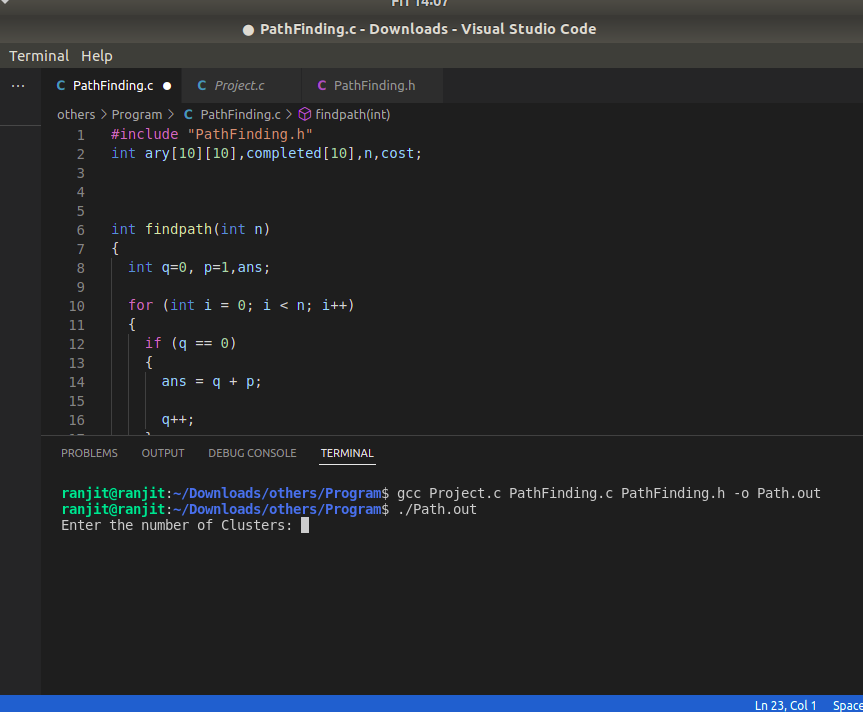 Fri 14:07
● PathFinding.c - Downloads - Visual Studio Code
Terminal Help
··· C PathFinding.c ● C Project.c C PathFinding.h
others > Program > C PathFinding.c > findpath(int)
1 #include "PathFinding.h"
2 int ary[10][10],completed[10],n,cost;
3
4
5
6 int findpath(int n)
7 {
8 int q=0, p=1,ans;
9
10 for (int i = 0; i < n; i++)
11 {
12 if (q == 0)
13 {
14 ans = q + p;
15
16 q++;
PROBLEMS OUTPUT DEBUG CONSOLE TERMINAL
ranjit@ranjit:~/Downloads/others/Program$ gcc Project.c PathFinding.c PathFinding.h -o Path.out
ranjit@ranjit:~/Downloads/others/Program$ ./Path.out
Enter the number of Clusters:
Ln 23, Col 1 Space